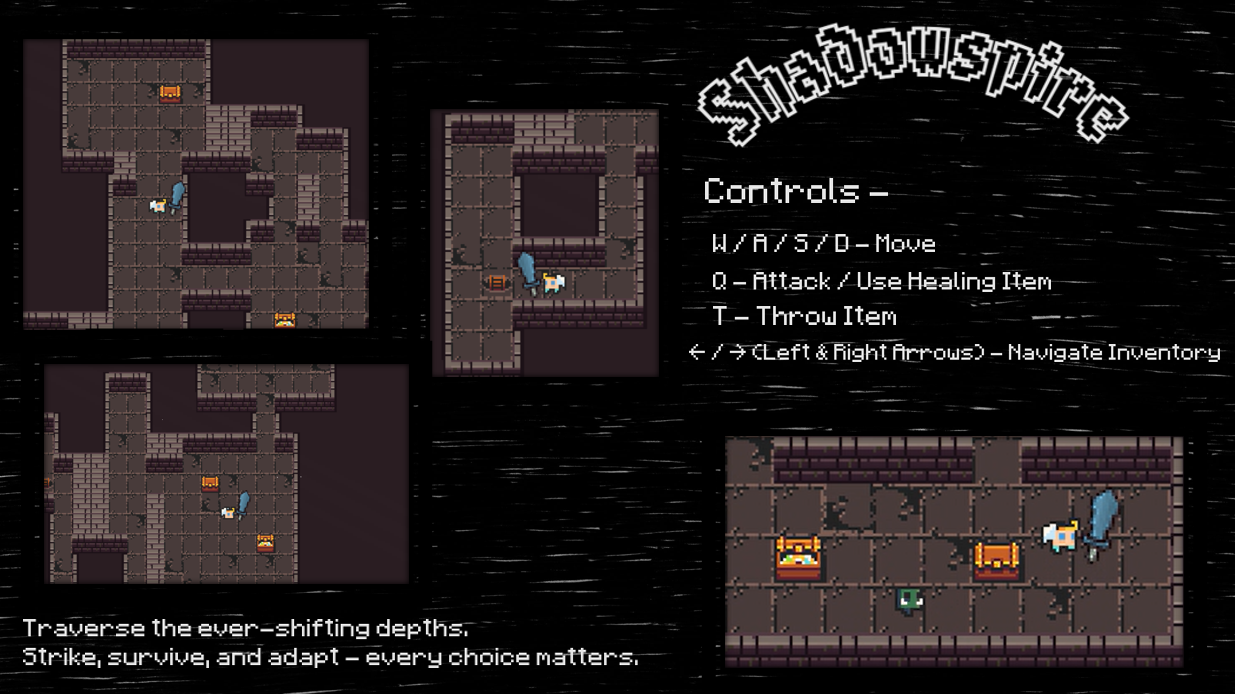 Shadowspire
Controls -
W / A / S / D - Move
Q - Attack / Use Healing Item
T - Throw Item
← / → (Left & Right Arrows) - Navigate Inventory
Traverse the ever-shifting depths.
Strike, survive, and adapt - every choice matters.